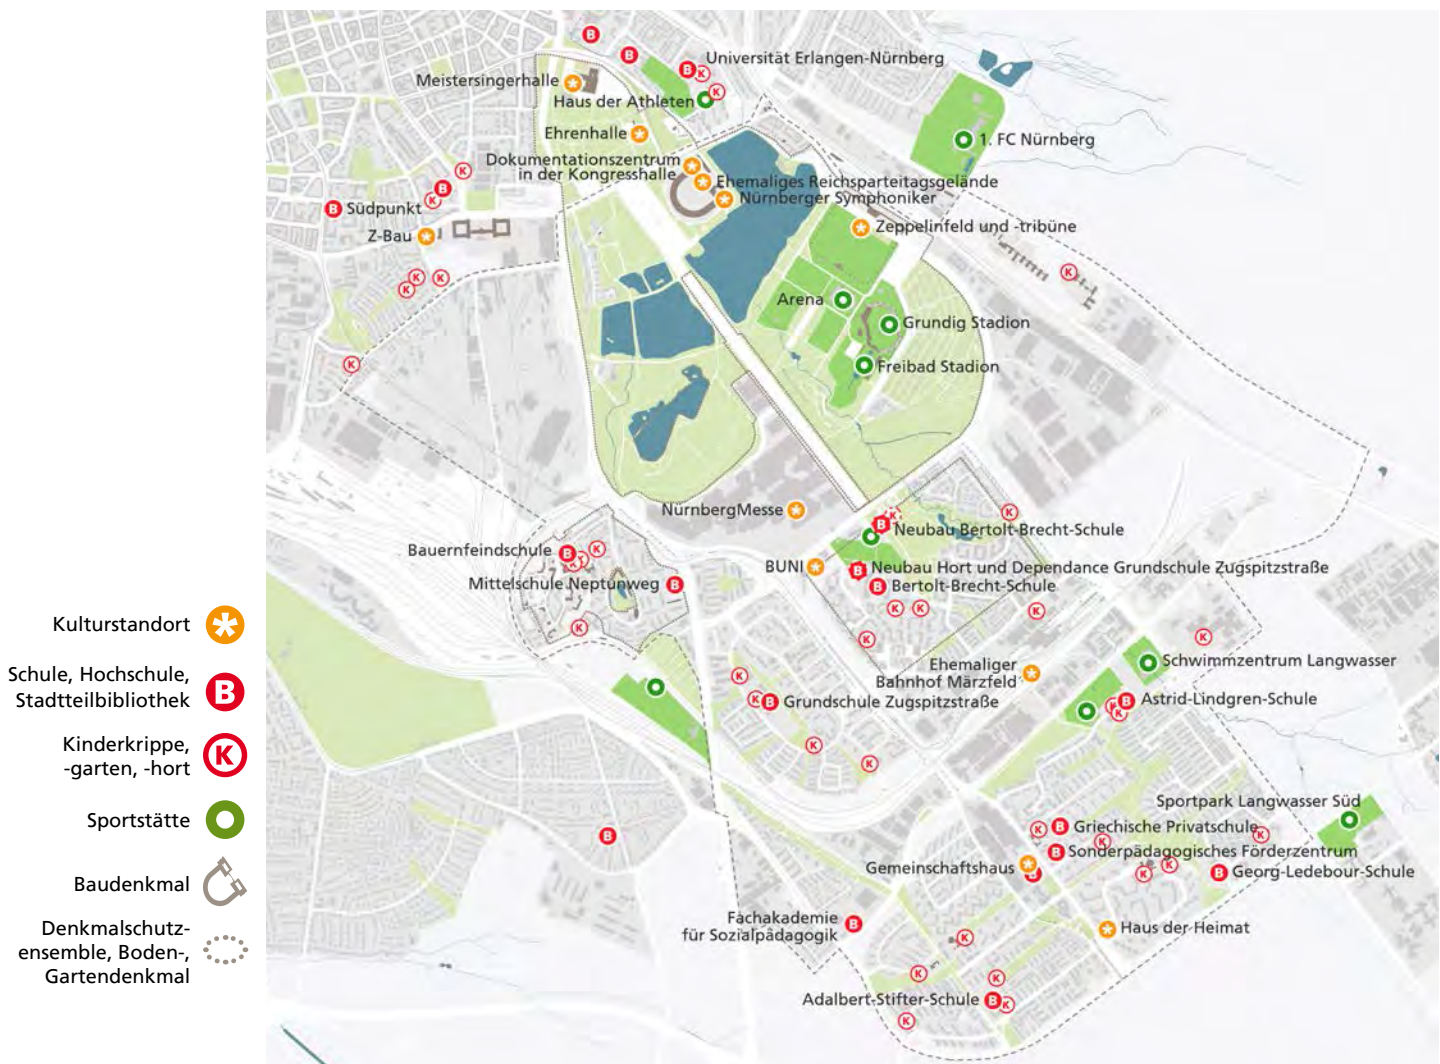 Universität Erlangen-Nürnberg
Meistersingerhalle
Haus der Athleten
Ehrenhalle
1. FC Nürnberg
Dokumentationszentrum
in der Kongresshalle
Ehemaliges Reichsparteitagsgelände
Nürnberger Symphoniker
Südpunkt
Z-Bau
Zeppelinfeld und -tribüne
Arena
Grundig Stadion
Freibad Stadion
NürnbergMesse
Neubau Bertolt-Brecht-Schule
Bauernfeindschule
BUNI
Neubau Hort und Dependance Grundschule Zugspitzstraße
Mittelschule Neptunweg
Bertolt-Brecht-Schule
Ehemaliger
Bahnhof Märzfeld
Schwimmzentrum Langwasser
Grundschule Zugspitzstraße
Astrid-Lindgren-Schule
Sportpark Langwasser Süd
Griechische Privatschule
Sonderpädagogisches Förderzentrum
Gemeinschaftshaus
Georg-Ledebour-Schule
Fachakademie
für Sozialpädagogik
Haus der Heimat
Adalbert-Stifter-Schule
Kulturstandort
Schule, Hochschule,
Stadtteilbibliothek
B
Kinderkrippe,
-garten, -hort
K
Sportstätte
Baudenkmal
Denkmalschutz-
ensemble, Boden-,
Gartendenkmal